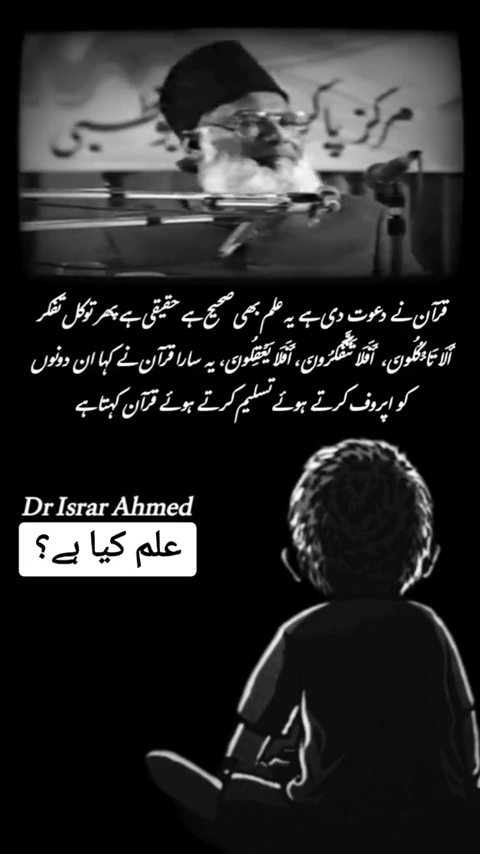 مرکز
قرآن نے دعوت دی ہے یہ علم بھی صحیح ہے حقیقی ہے پھر توکل تفکر
اَلَا تَاۡكُلُوۡنَ، اَفَلَا تَتَفَكَّرُوۡنَ، اَفَلَا يَعۡقِلُوۡنَ، یہ سارا قرآن نے کہا ان دونوں
کو اپروف کرتے ہوئے تسلیم کرتے ہوئے قرآن کہتا ہے
Dr Israr Ahmed
علم کیا ہے؟